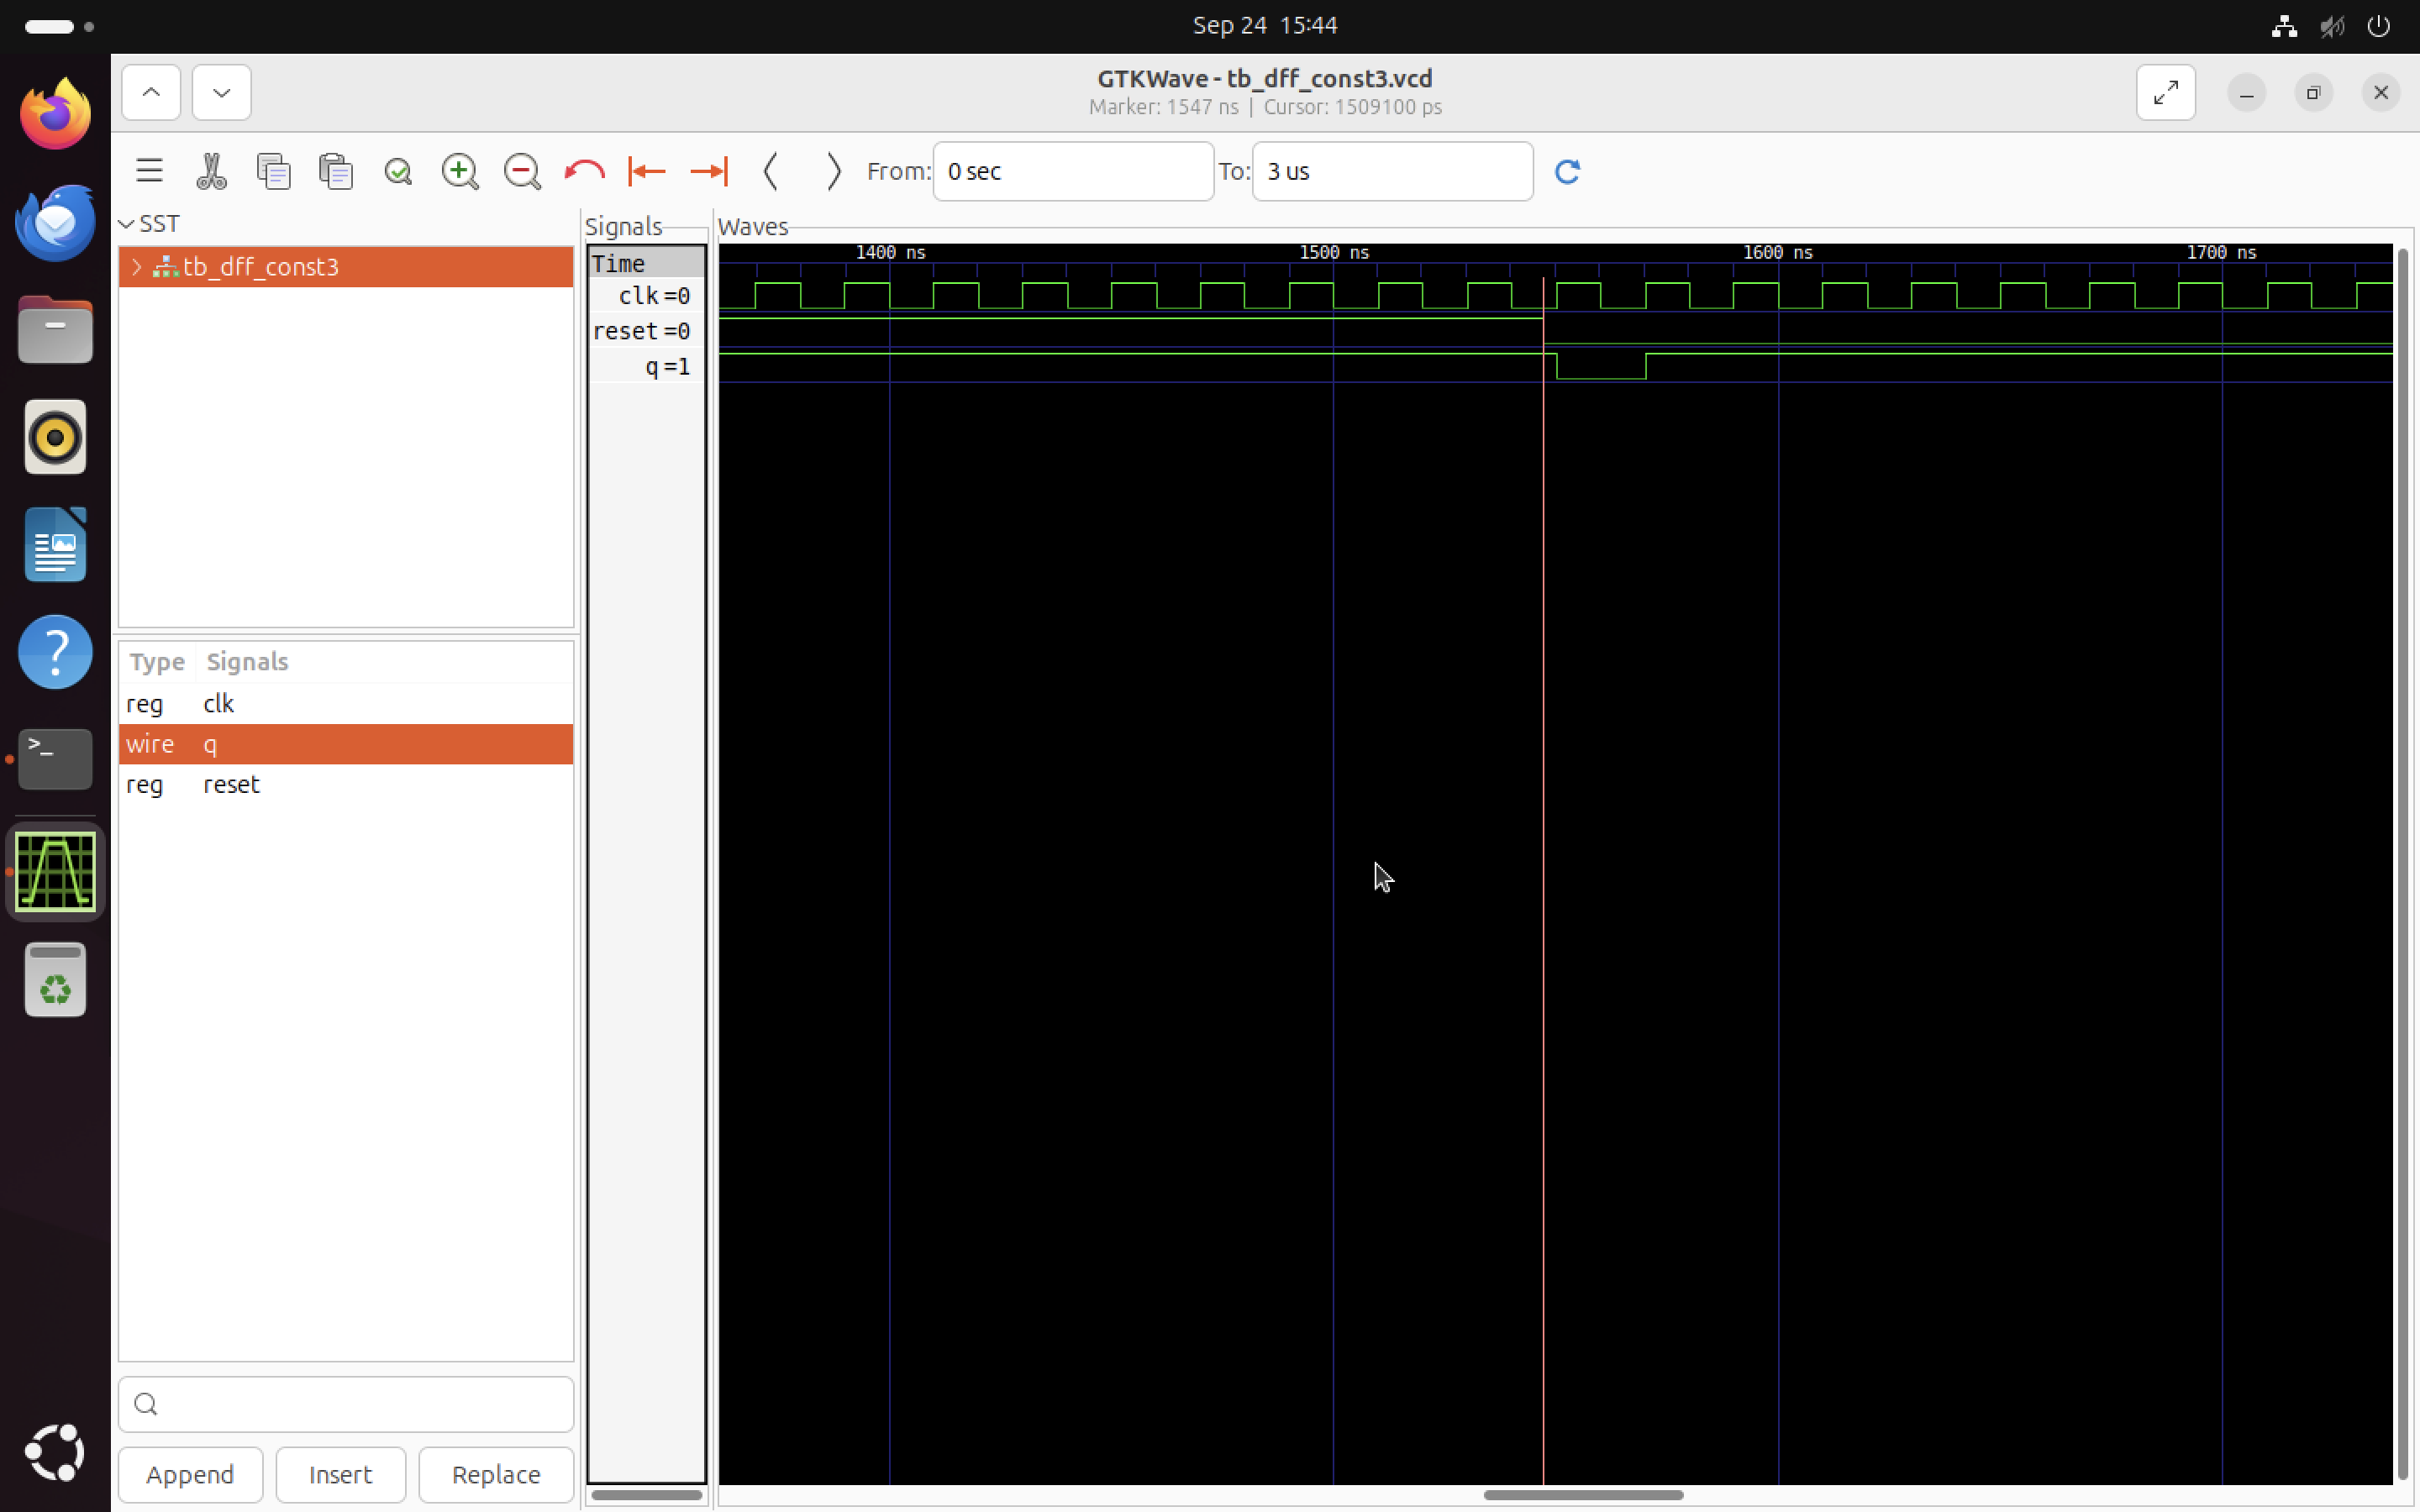 Sep 24 15:44
GTKWave - tb_dff_const3.vcd
Marker: 1547 ns | Cursor: 1509100 ps
From: 0 sec To: 3 us
SST
tb_dff_const3
Type Signals
reg clk
wire q
reg reset
Append Insert Replace
Signals
Time
clk =0
reset =0
q =1
Waves
1400 ns 1500 ns 1600 ns 1700 ns